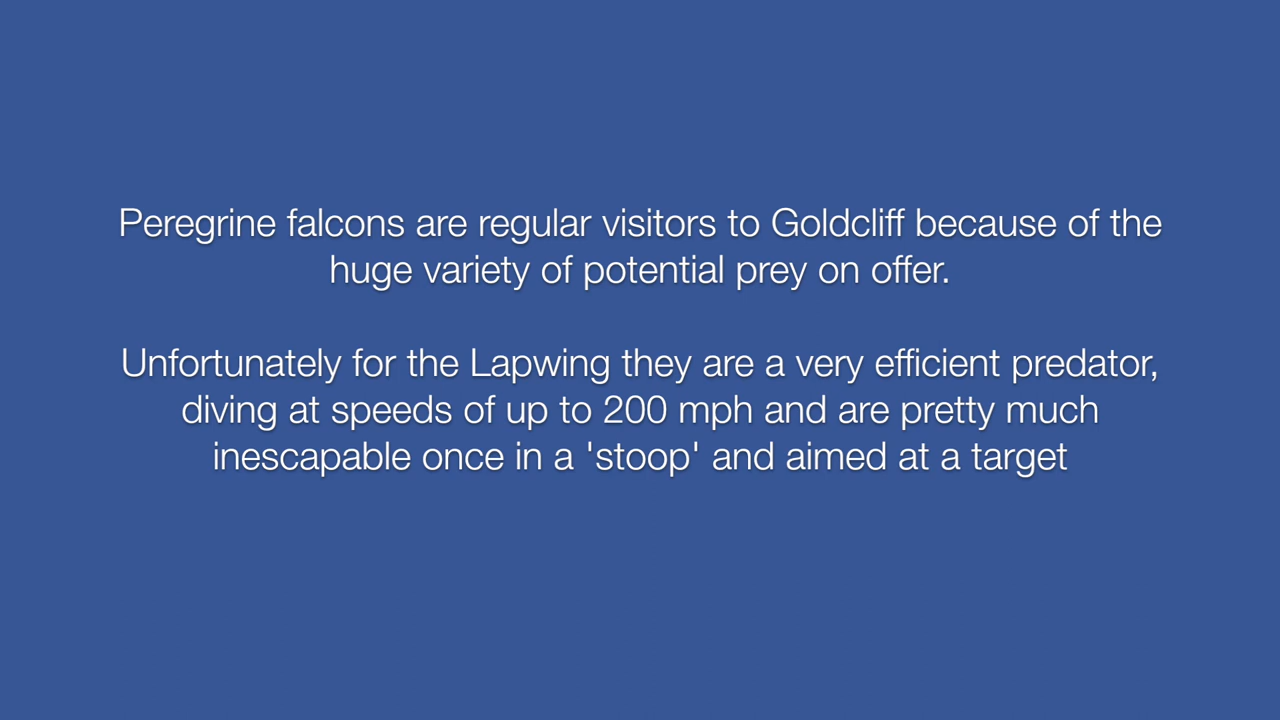 Peregrine falcons are regular visitors to Goldcliff because of the
huge variety of potential prey on offer.
Unfortunately for the Lapwing they are a very efficient predator,
diving at speeds of up to 200 mph and are pretty much
inescapable once in a 'stoop' and aimed at a target